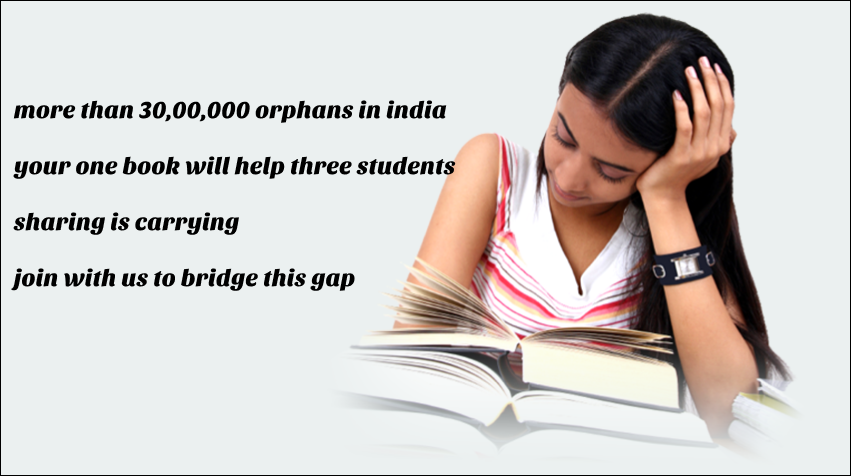 more than 30,00,000 orphans in india
your one book will help three students
sharing is carrying
join with us to bridge this gap